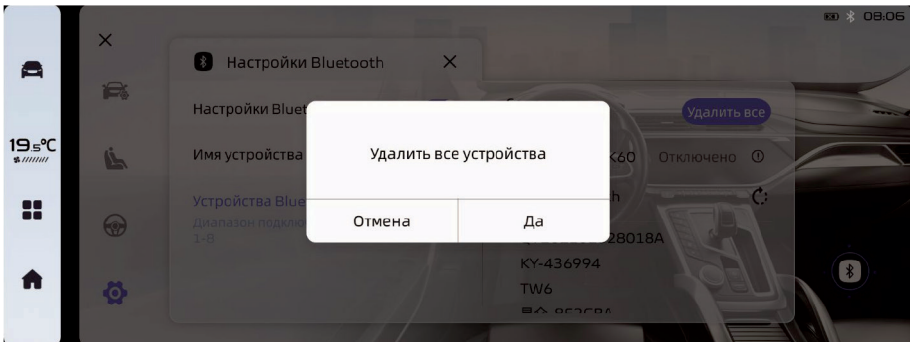 08:06
Настройки Bluetooth
Настройки Bluet
Удалить все
19.5°C
Имя устройства
Удалить все устройства
K60
Отключено
Устройства Blue
h
Диапазон подклю
1-8
Отмена
Да
28018A
KY-436994
TW6